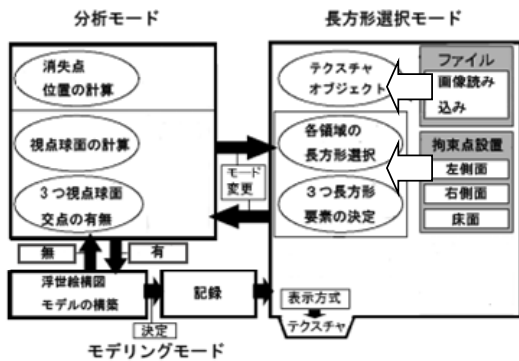 分析モード
消失点
位置の計算
視点球面の計算
3つ視点球面
交点の有無
モード
変更
無
有
浮世絵構図
モデルの構築
決定
記録
モデリングモード
長方形選択モード
テクスチャ
オブジェクト
各領域の
長方形選択
3つ長方形
要素の決定
ファイル
画像読み
込み
拘束点設置
左側面
右側面
床面
表示方式
テクスチャ